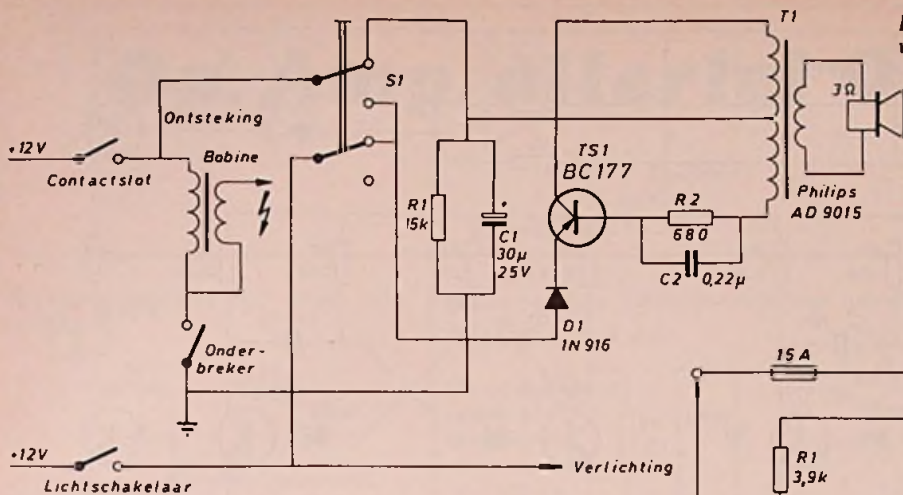 T1
S1
3Ω
Ontsteking
+12V
Bobine
TS1
BC177
Contactslot
R1
15k
+
C1
30µ
25V
R2
680
Philips
AD 9015
C2
0,22µ
D1
1N916
Onder-
breker
15A
R1
3,9k
+12V
Verlichting
Lichtschakelaar